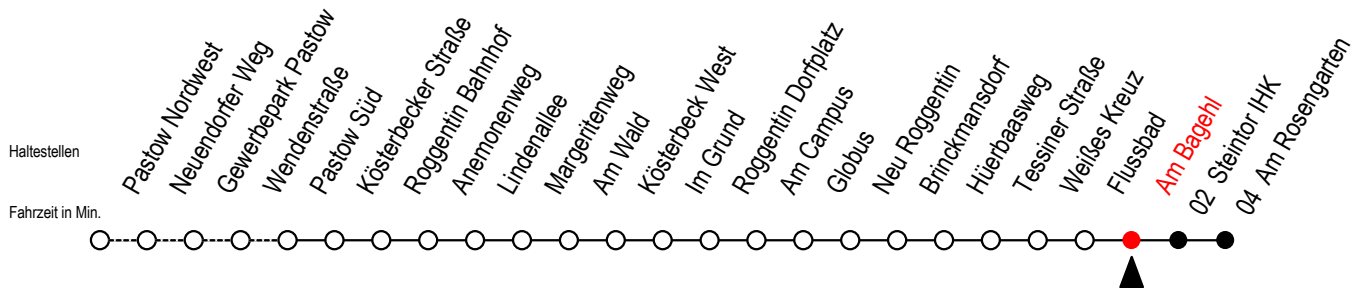 Haltestellen
Pastow Nordwest
Neuendorfer Weg
Gewerbepark Pastow
Wendenstraße
Pastow Süd
Kösterbecker Straße
Roggentin Bahnhof
Anemonenweg
Lindenallee
Margeritenweg
Am Wald
Kösterbeck West
Im Grund
Roggentin Dorfplatz
Am Campus
Globus
Neu Roggentin
Brinckmansdorf
Hüerbaasweg
Tessiner Straße
Weißes Kreuz
Flussbad
Am Bagehl
02 Steintor IHK
04 Am Rosengarten
Fahrzeit in Min.